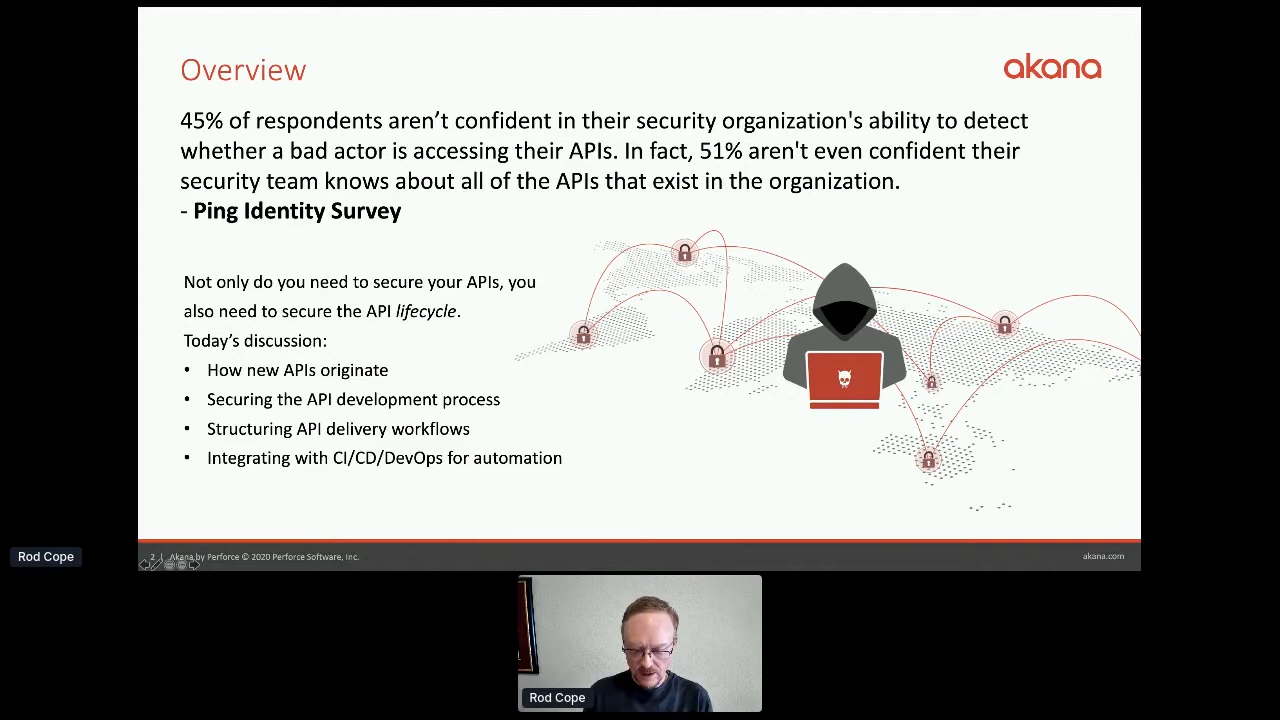 Overview
akana
45% of respondents aren’t confident in their security organization's ability to detect
whether a bad actor is accessing their APIs. In fact, 51% aren't even confident their
security team knows about all of the APIs that exist in the organization.
- Ping Identity Survey
Not only do you need to secure your APIs, you
also need to secure the API lifecycle.
Today’s discussion:
• How new APIs originate
• Securing the API development process
• Structuring API delivery workflows
• Integrating with CI/CD/DevOps for automation
Rod Cope
2 | Akana by Perforce © 2020 Perforce Software, Inc.
akana.com
Rod Cope